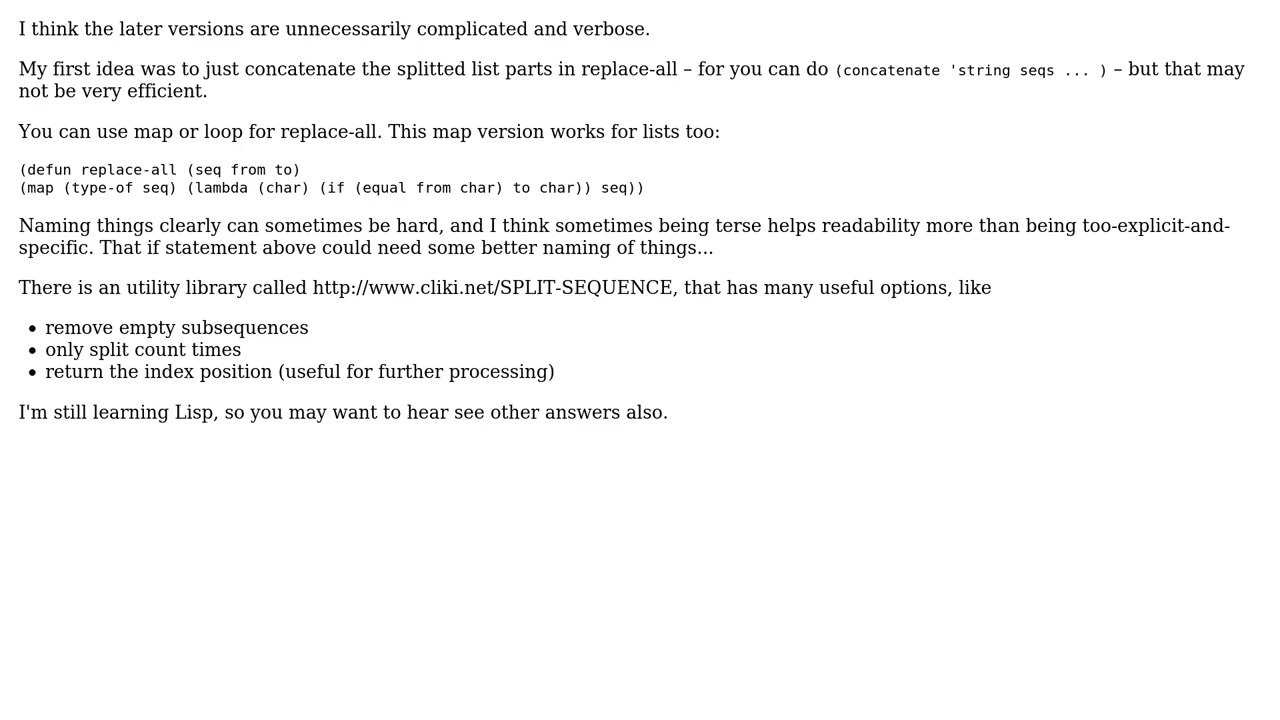 I think the later versions are unnecessarily complicated and verbose.
My first idea was to just concatenate the splitted list parts in replace-all – for you can do (concatenate 'string seqs ... ) – but that may
not be very efficient.
You can use map or loop for replace-all. This map version works for lists too:
(defun replace-all (seq from to)
(map (type-of seq) (lambda (char) (if (equal from char) to char)) seq))
Naming things clearly can sometimes be hard, and I think sometimes being terse helps readability more than being too-explicit-and-
specific. That if statement above could need some better naming of things...
There is an utility library called http://www.cliki.net/SPLIT-SEQUENCE, that has many useful options, like
• remove empty subsequences
• only split count times
• return the index position (useful for further processing)
I'm still learning Lisp, so you may want to hear see other answers also.